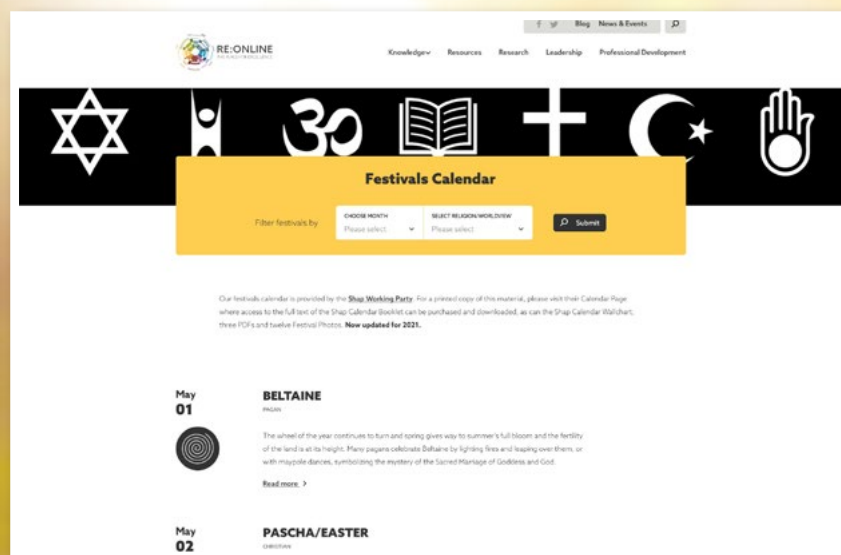 Blog News & Events
RE:ONLINE
Knowledge Resources Research Leadership Professional Development
Festivals Calendar
Filter festivals by
CHOOSE MONTH
Please select
SELECT RELIGION/WORLDVIEW
Please select
Submit
Our festivals calendar is provided by the Shap Working Party. For a printed copy of this material, please visit their Calendar Page
where access to the full text of the Shap Calendar Booklet can be purchased and downloaded, as can the Shap Calendar Wallchart,
three PDFs and twelve Festival Photos. Now updated for 2021.
May
01
BELTAINE
PAGAN
The wheel of the year continues to turn and spring gives way to summer's full bloom and the fertility
of the land is at its height. Many pagans celebrate Beltaine by lighting fires and leaping over them, or
with maypole dances, symbolizing the mystery of the Sacred Marriage of Goddess and God.
Read more >
May
02
PASCHA/EASTER
CHRISTIAN